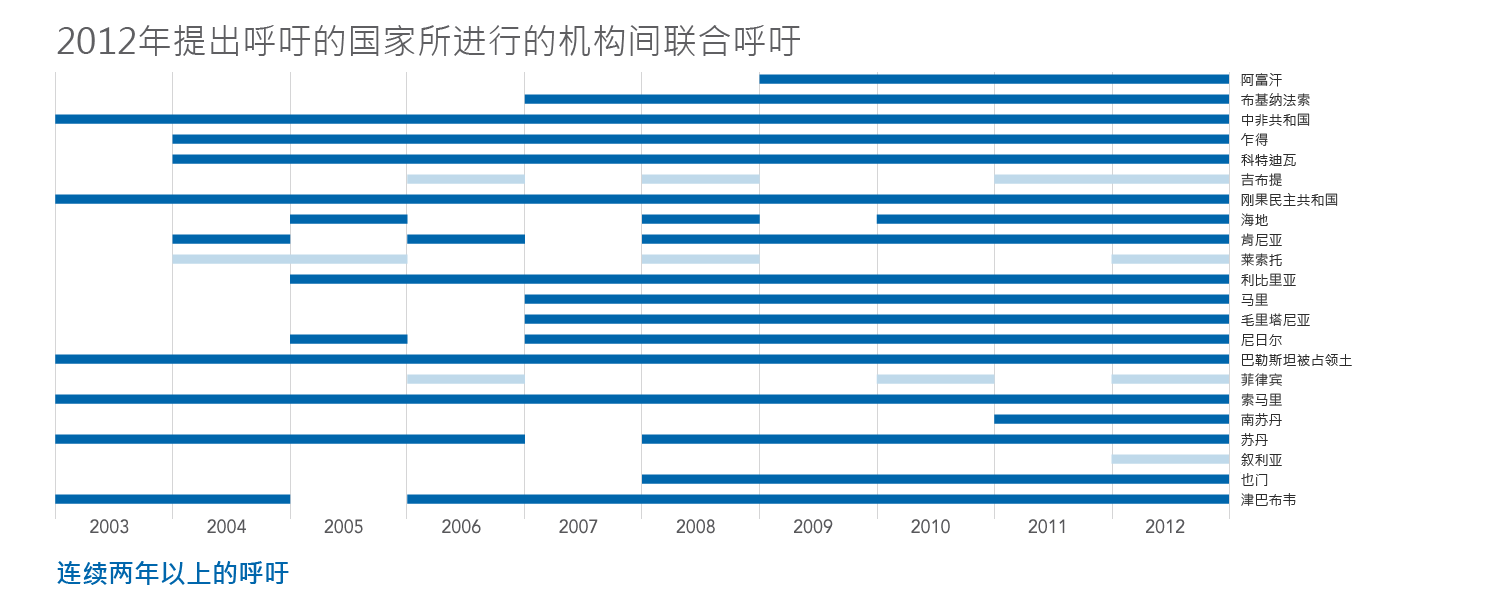 2012年提出呼吁的国家所进行的机构间联合呼吁
阿富汗
布基纳法索
中非共和国
乍得
科特迪瓦
吉布提
刚果民主共和国
海地
肯尼亚
莱索托
利比里亚
马里
毛里塔尼亚
尼日尔
巴勒斯坦被占领土
菲律宾
索马里
南苏丹
苏丹
叙利亚
也门
津巴布韦
2003 2004 2005 2006 2007 2008 2009 2010 2011 2012
连续两年以上的呼吁